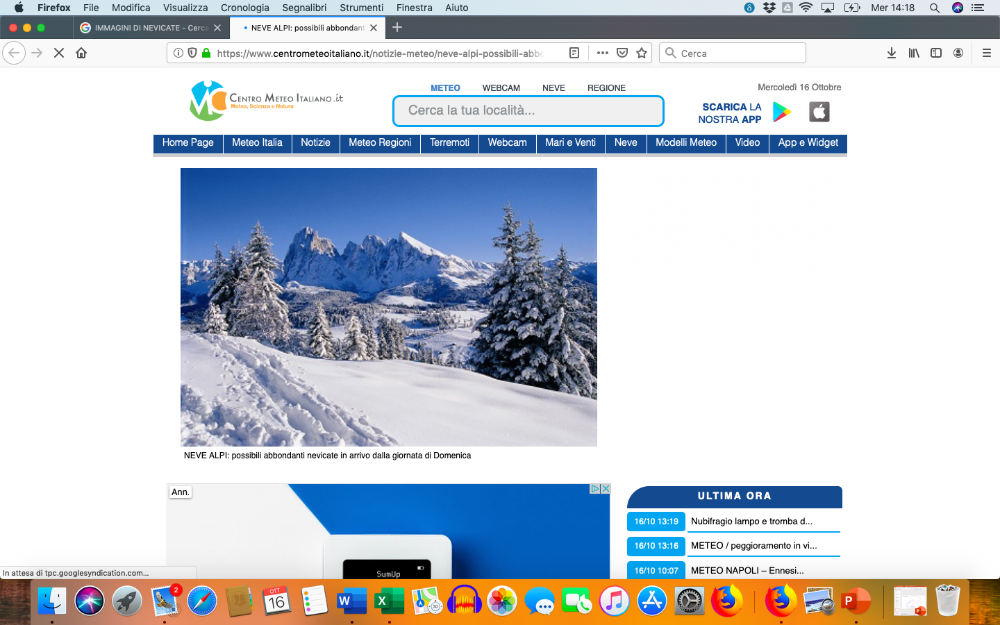 Firefox File Modifica Visualizza Cronologia Segnalibri Strumenti Finestra Aiuto Mer 14:18
IMMAGINI DI NEVICATE - Cerca
NEVE ALPI: possibili abbondant
https://www.centrometeoitaliano.it/notizie-meteo/neve-alpi-possibili-abbo
Cerca
CENTRO METEO ITALIANO.it
Meteo, Scienza e Natura
METEO WEBCAM NEVE REGIONE
Cerca la tua località...
Mercoledì 16 Ottobre
SCARICA LA
NOSTRA APP
Home Page Meteo Italia Notizie Meteo Regioni Terremoti Webcam Mari e Venti Neve Modelli Meteo Video App e Widget
NEVE ALPI: possibili abbondanti nevicate in arrivo dalla giornata di Domenica
Ann.
SumUp
ULTIMA ORA
16/10 13:19 Nubifragio lampo e tromba d...
16/10 13:16 METEO / peggioramento in vi...
16/10 10:07 METEO NAPOLI – Ennesi...
In attesa di tpc.googlesyndication.com...
2
OTT
16
W
X
P